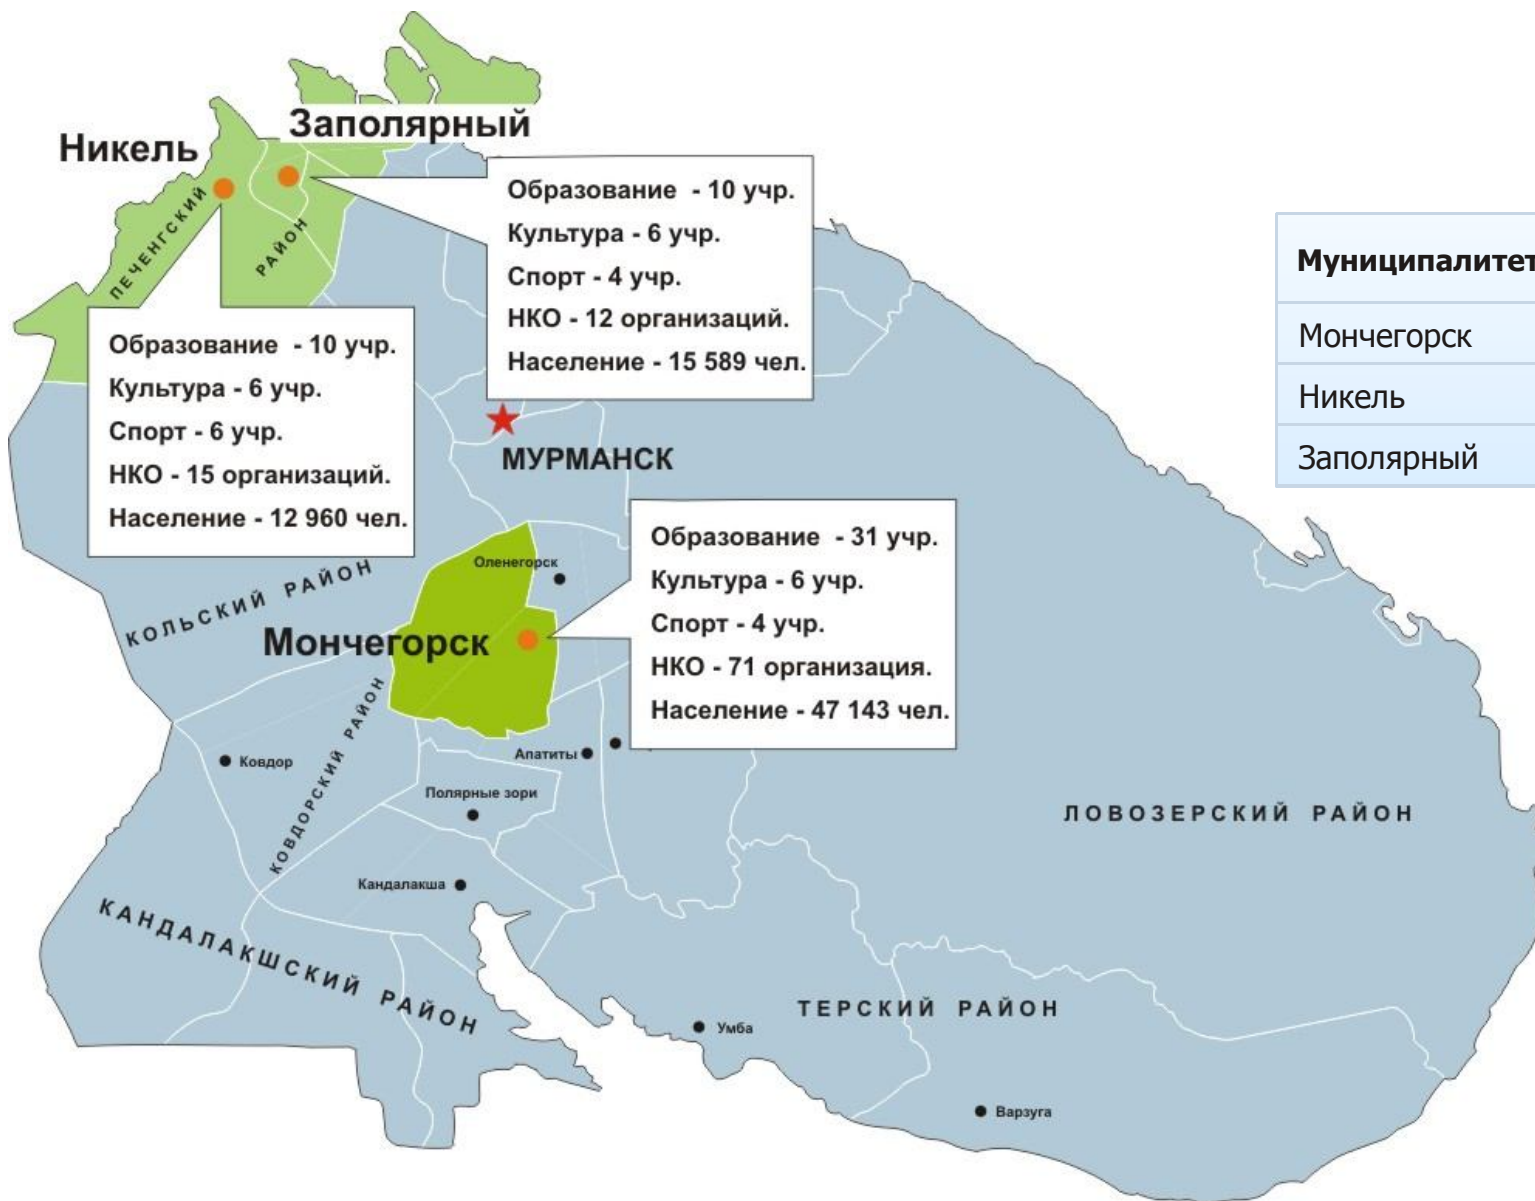 Заполярный
Никель
Образование - 10 учр.
Культура - 6 учр.
Спорт - 4 учр.
НКО - 12 организаций.
Население - 15 589 чел.
ПЕЧЕНГСКИЙ РАЙОН
Образование - 10 учр.
Культура - 6 учр.
Спорт - 6 учр.
НКО - 15 организаций.
Население - 12 960 чел.
Муниципалитет
Мончегорск
Никель
Заполярный
МУРМАНСК
Образование - 31 учр.
Культура - 6 учр.
Спорт - 4 учр.
НКО - 71 организация.
Население - 47 143 чел.
Оленегорск
КОЛЬСКИЙ РАЙОН
Мончегорск
КОВДОРСКИЙ РАЙОН
Ковдор
Апатиты
Полярные зори
ЛОВОЗЕРСКИЙ РАЙОН
Кандалакша
КАНДАЛАКШСКИЙ РАЙОН
ТЕРСКИЙ РАЙОН
Умба
Варзуга